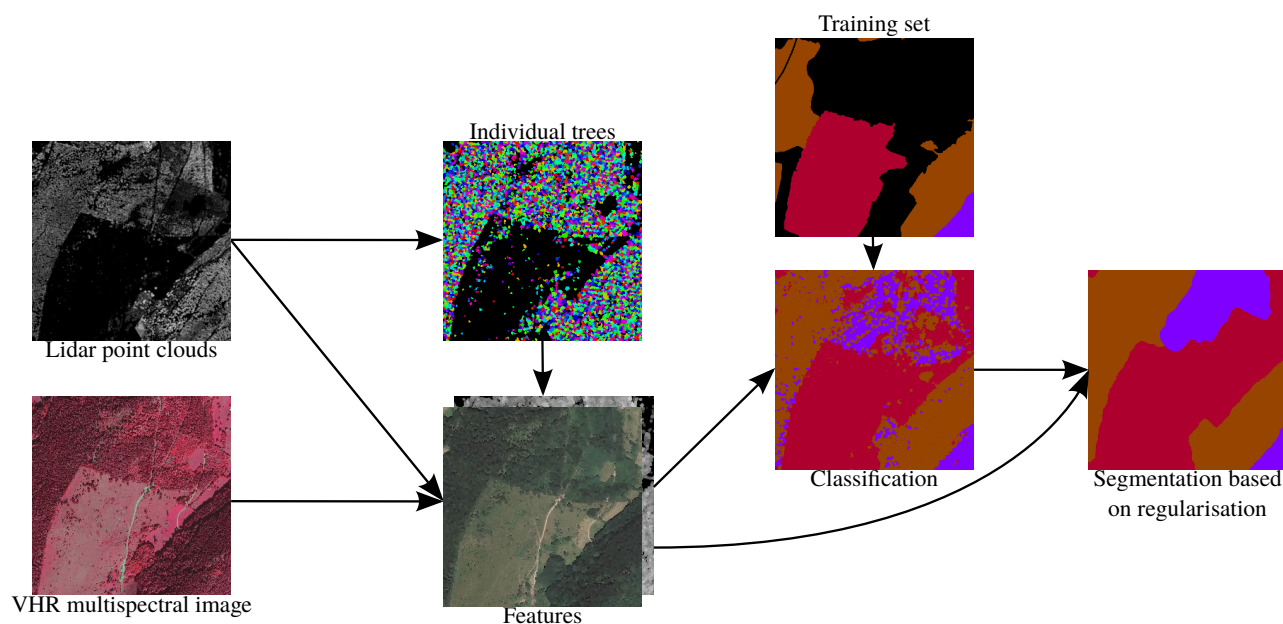 Training set
Individual trees
Lidar point clouds
Classification
Segmentation based
on regularisation
VHR multispectral image
Features